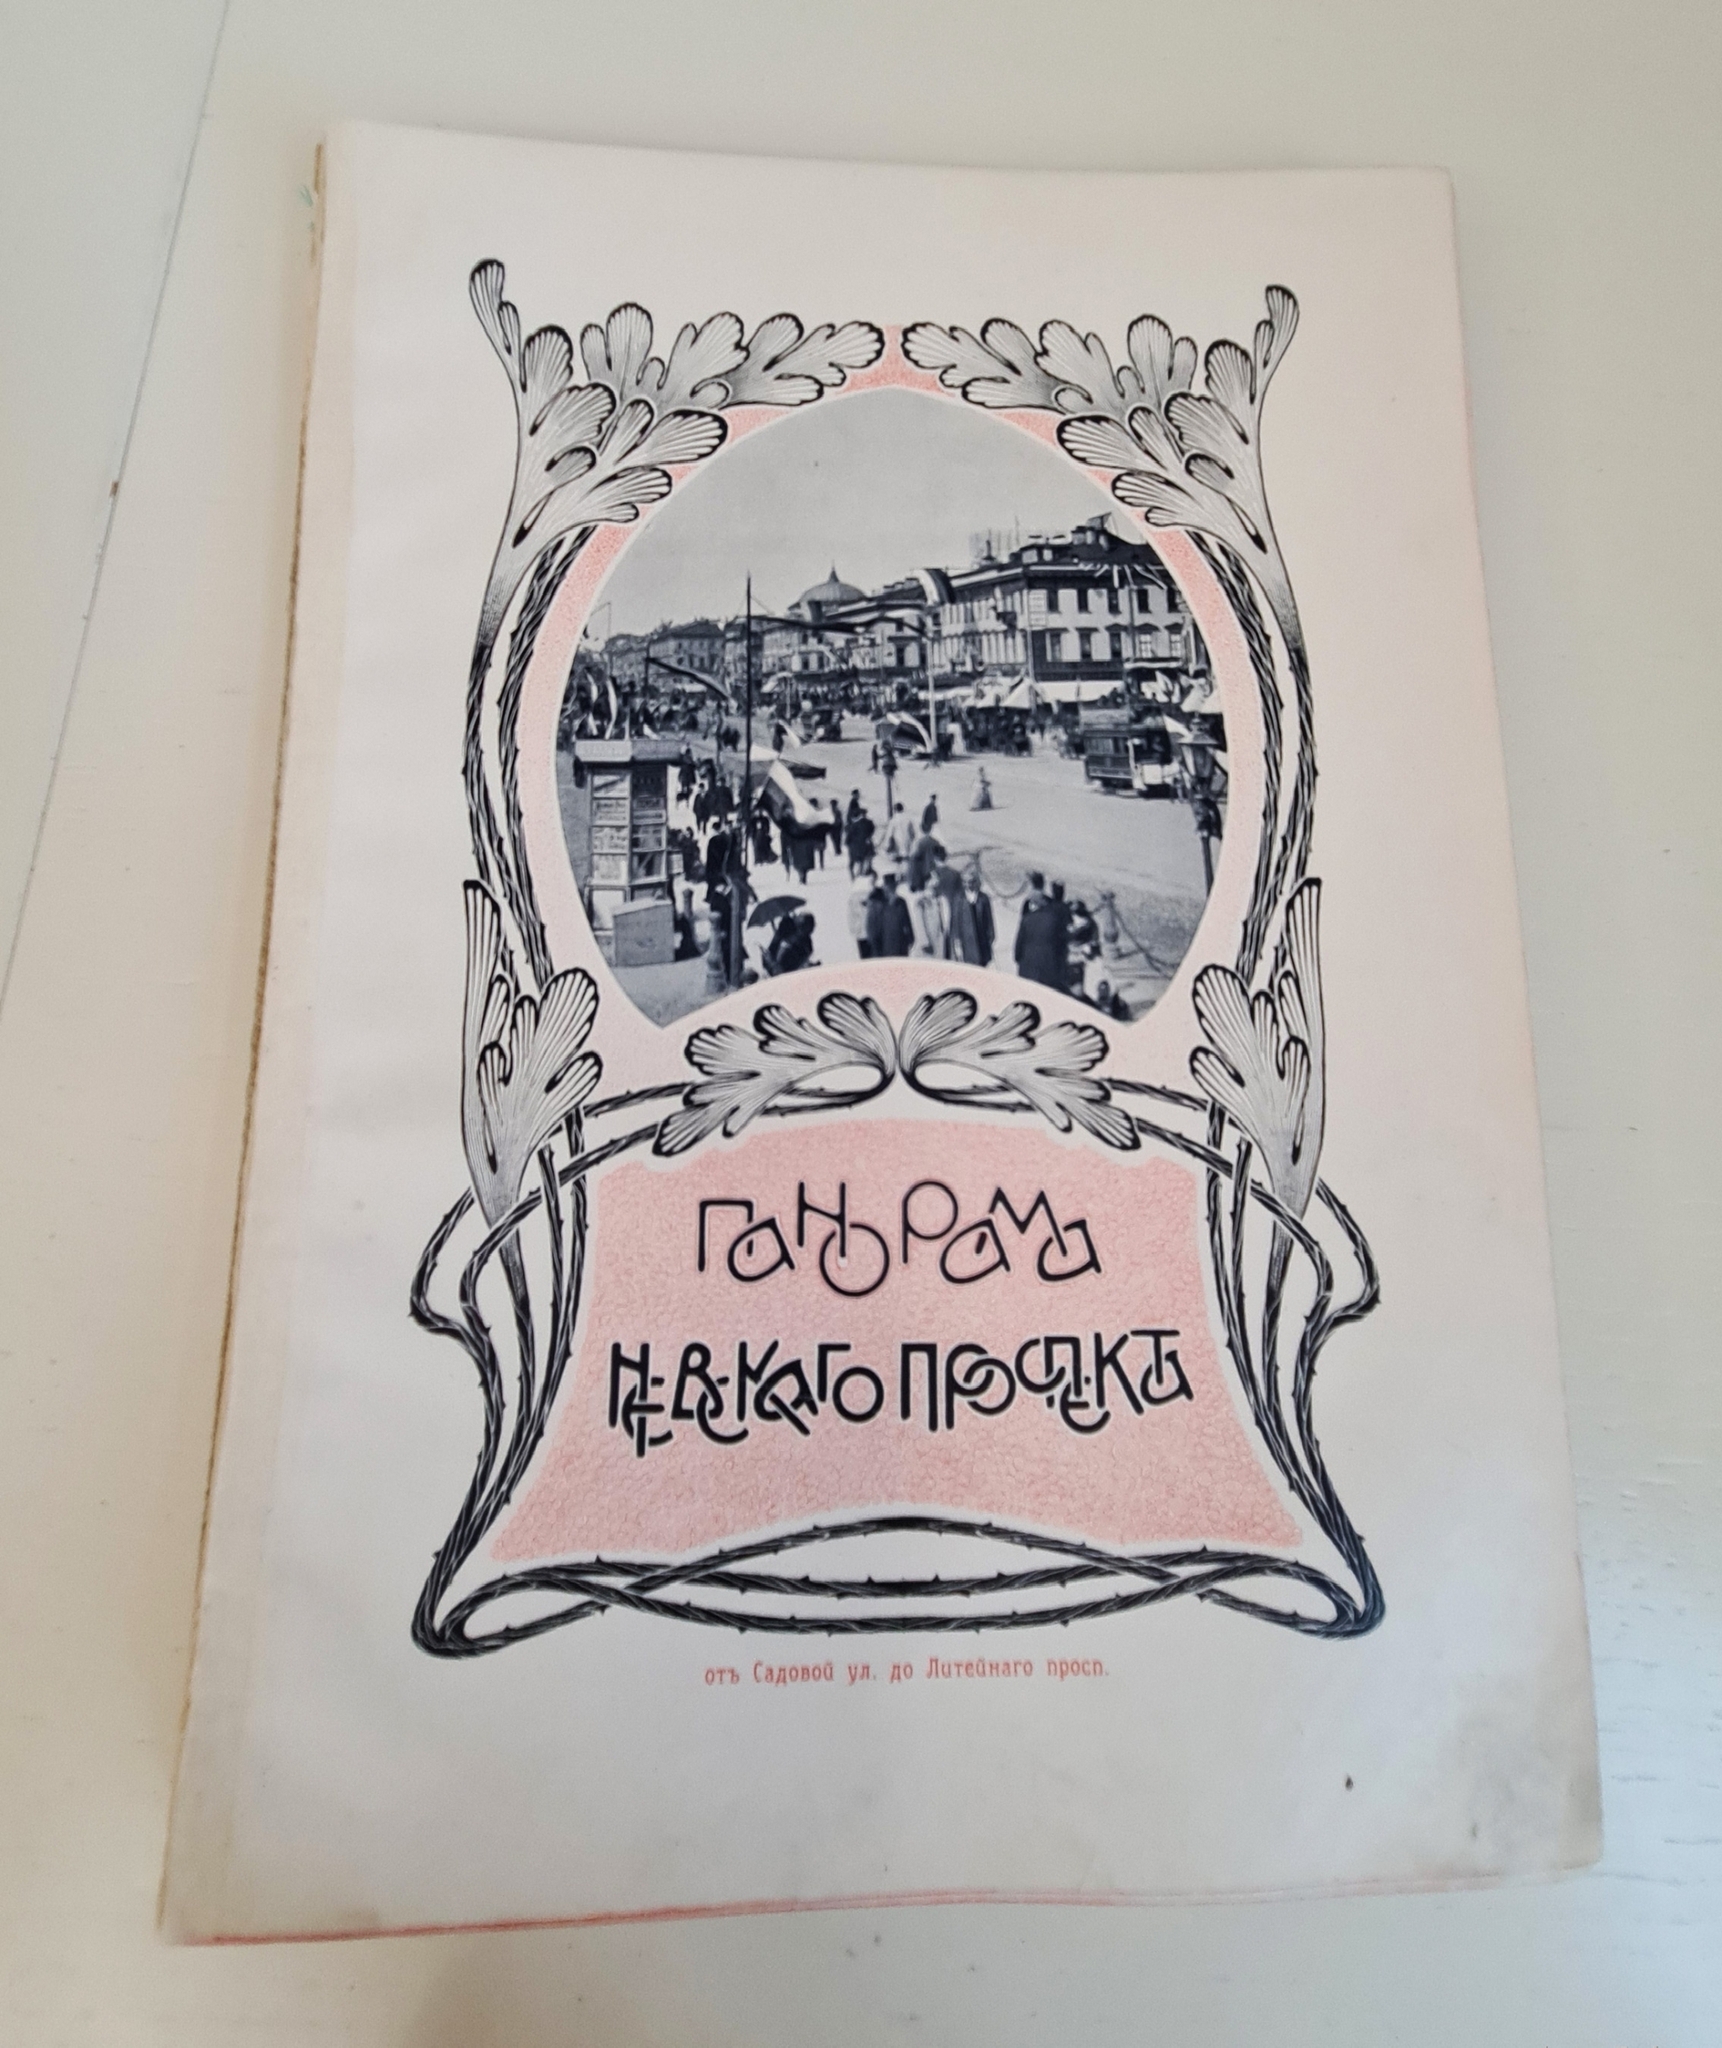 Панорама
Невскаго проспекта
отъ Садовой ул. до Литейнаго просп.